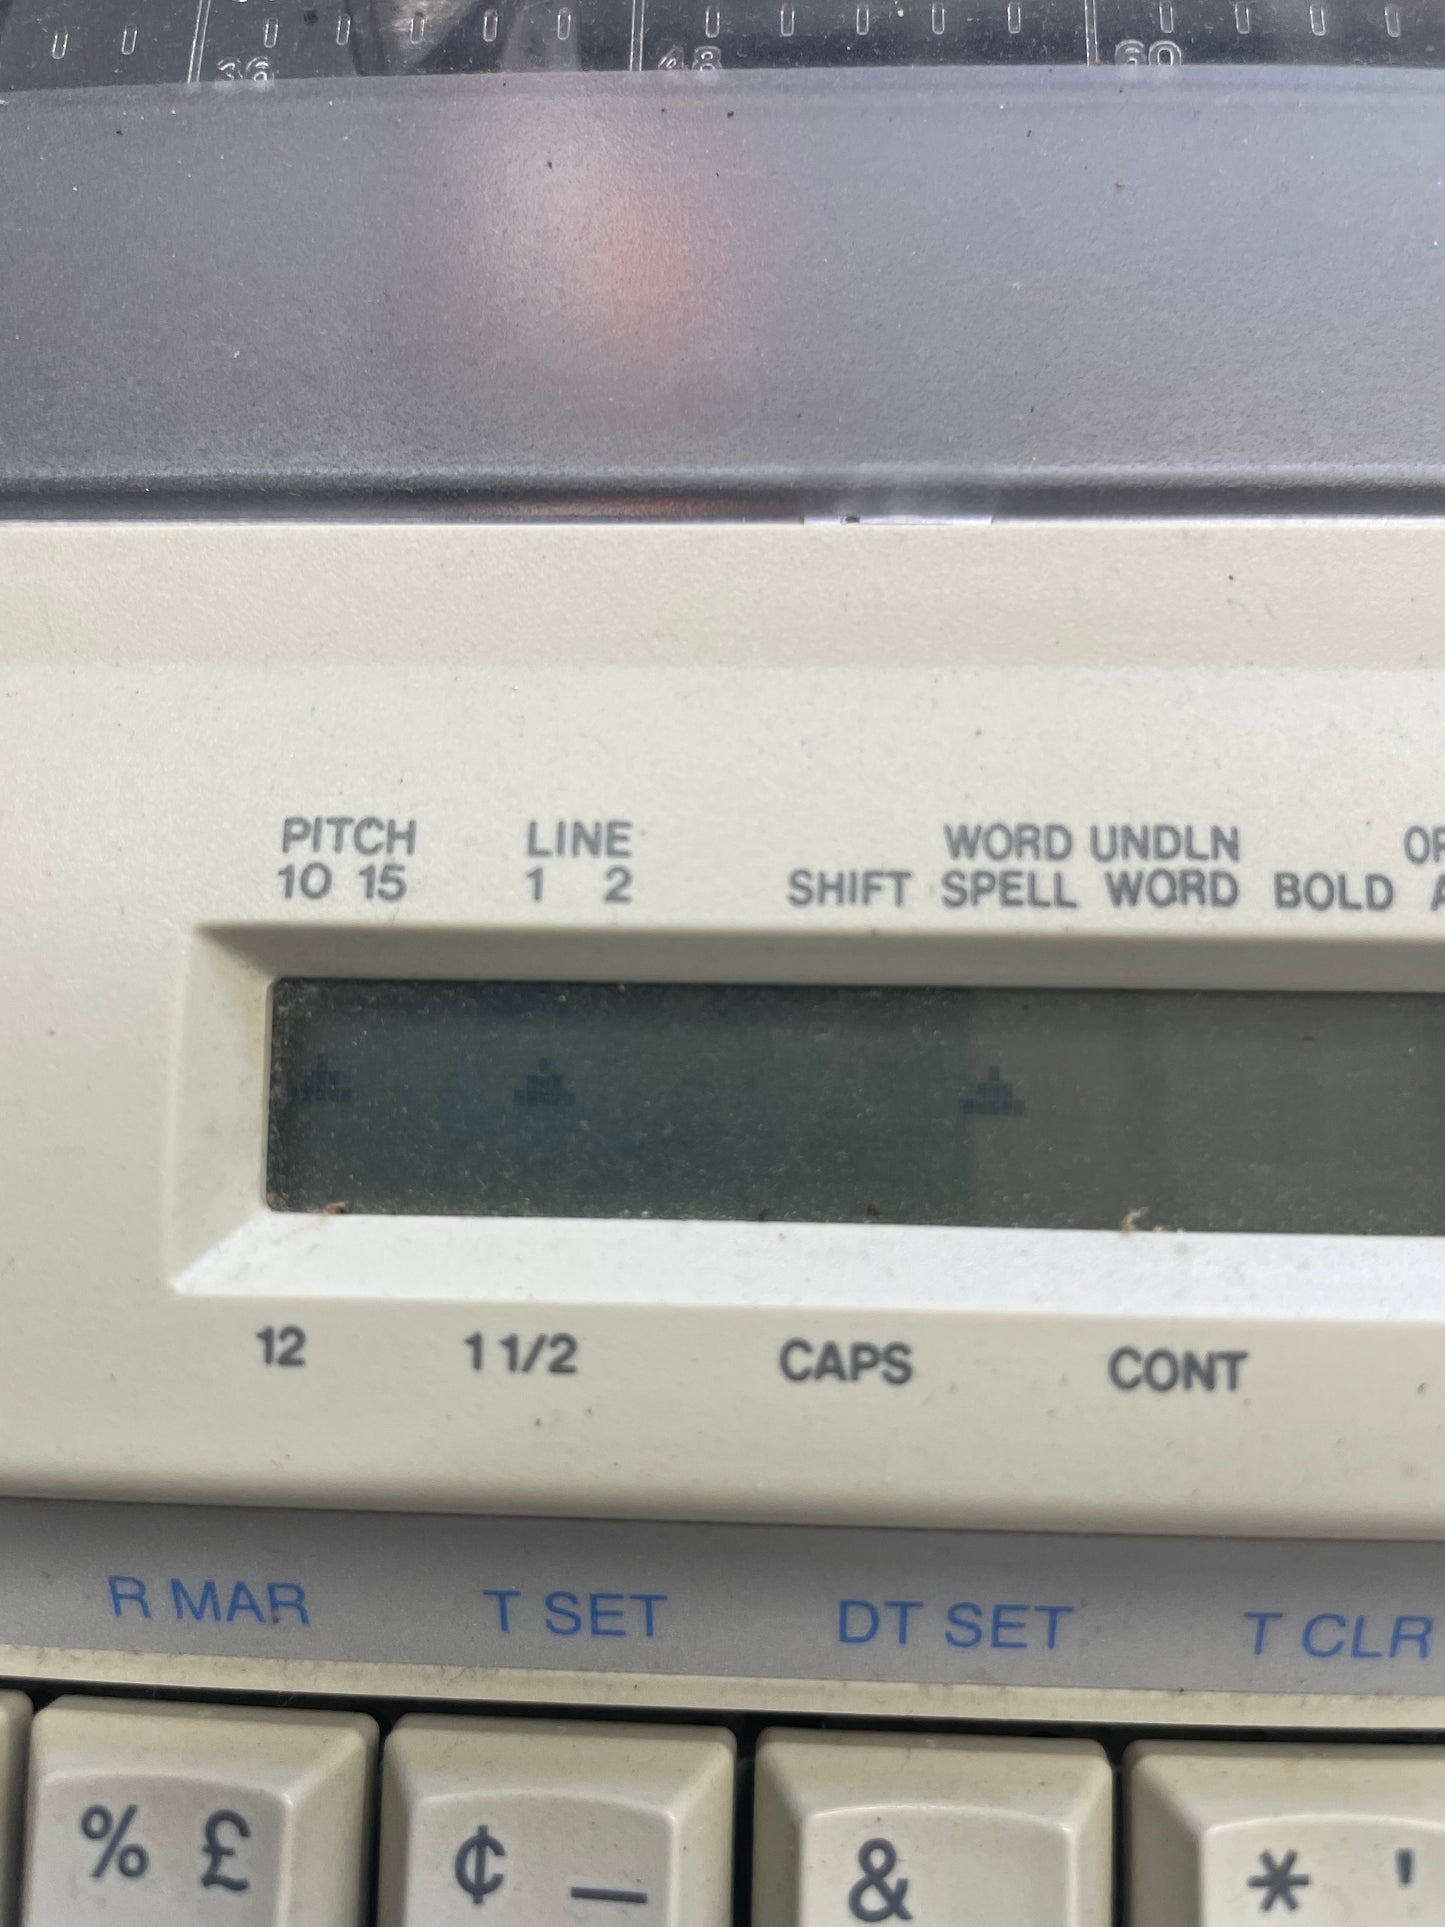 36 48 60
PITCH LINE WORD UNDLN
10 15 1 2 SHIFT SPELL WORD BOLD
12 1 1/2 CAPS CONT
R MAR T SET DT SET T CLR
% £ ¢ _ & * '